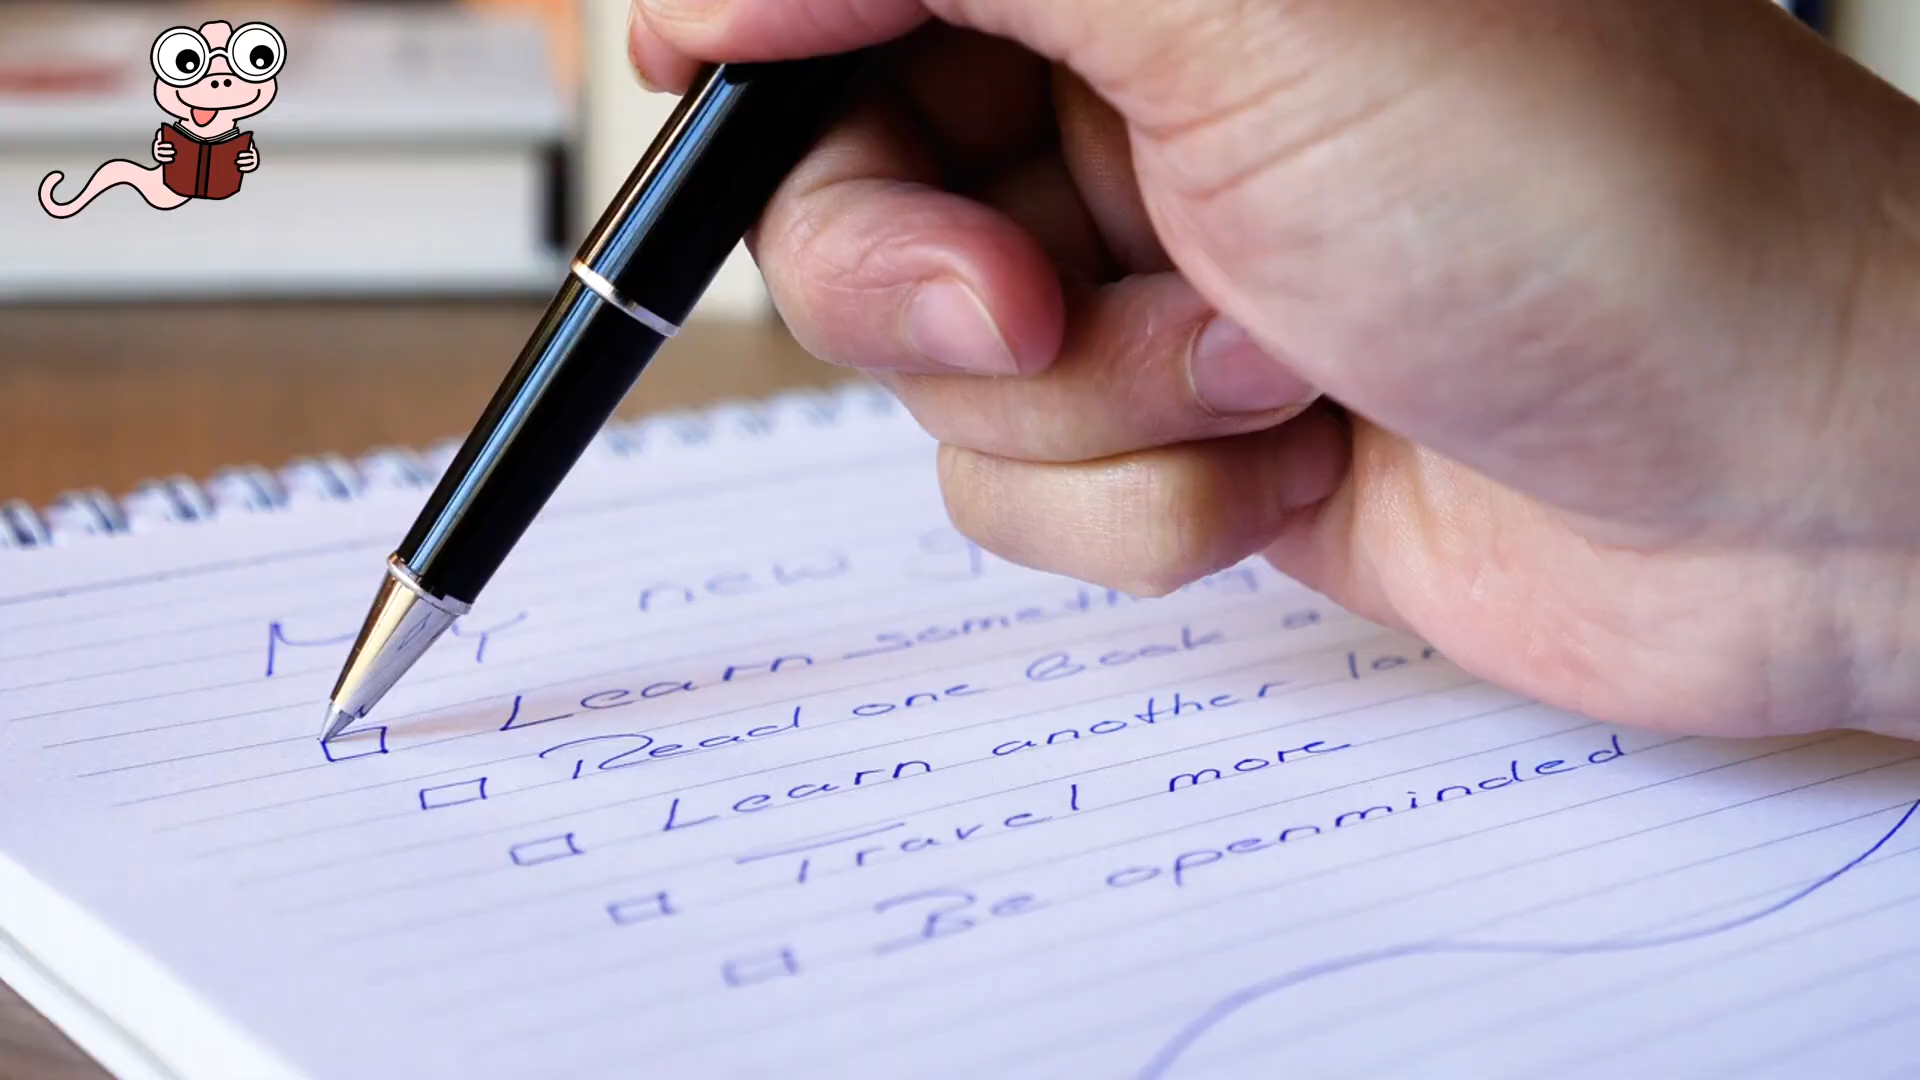 My new
Learn something
Read one Book a
Learn another
Travel more
Be openminded